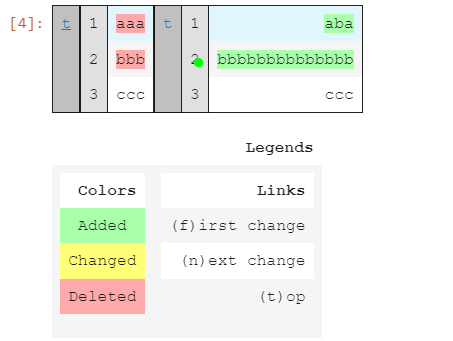 [4]: t 1 aaa t 1 aba
2 bbb 2 bbbbbbbbbbbbbb
3 ccc 3 ccc
Legends
Colors Links
Added (f)irst change
Changed (n)ext change
Deleted (t)op